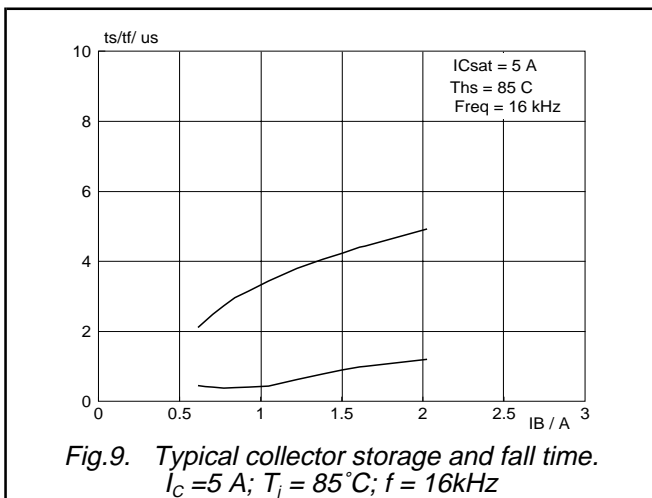 ts/tf/ us
10
8
6
4
2
0
ICsat = 5 A
Ths = 85 C
Freq = 16 kHz
0 0.5 1 1.5 2 2.5 3
IB / A
Fig.9. Typical collector storage and fall time.
I_C =5 A; T_j = 85˚C; f = 16kHz